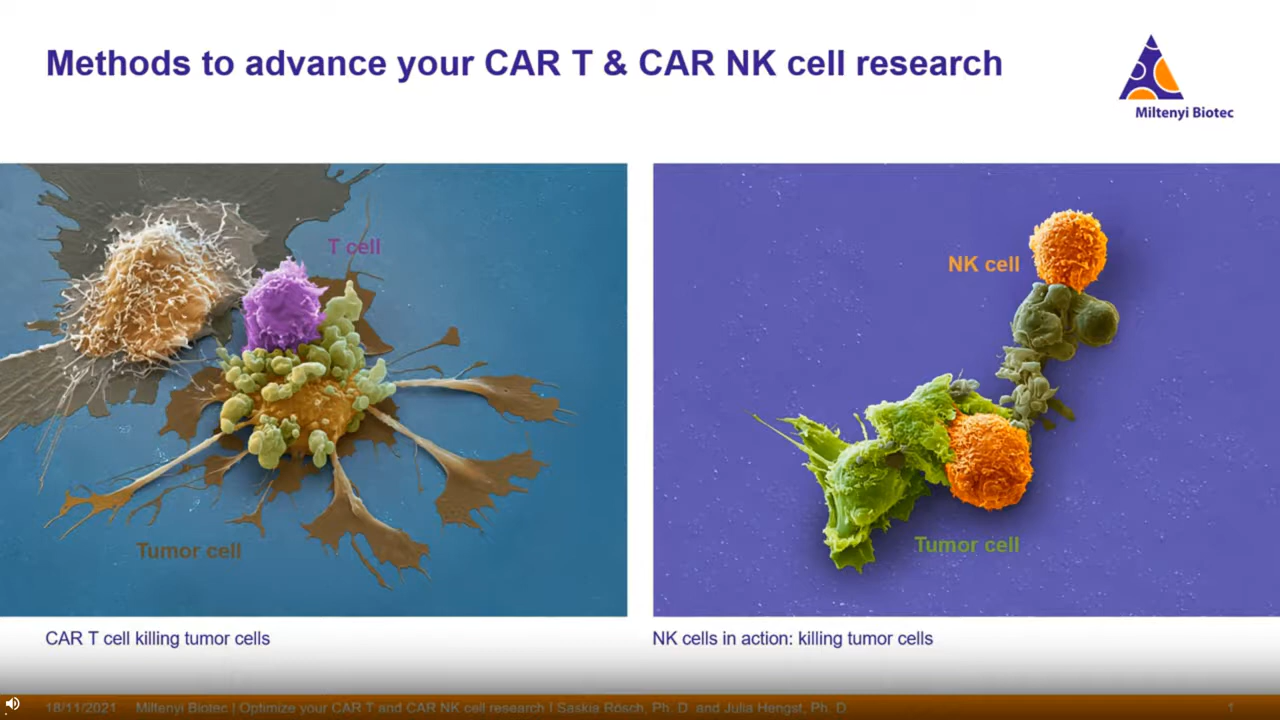 Methods to advance your CAR T & CAR NK cell research
Miltenyi Biotec
T cell
Tumor cell
NK cell
Tumor cell
CAR T cell killing tumor cells
NK cells in action: killing tumor cells
18/11/2021 Miltenyi Biotec | Optimize your CAR T and CAR NK cell research I Saskia Rösch, Ph. D. and Julia Hengst, Ph. D. 1